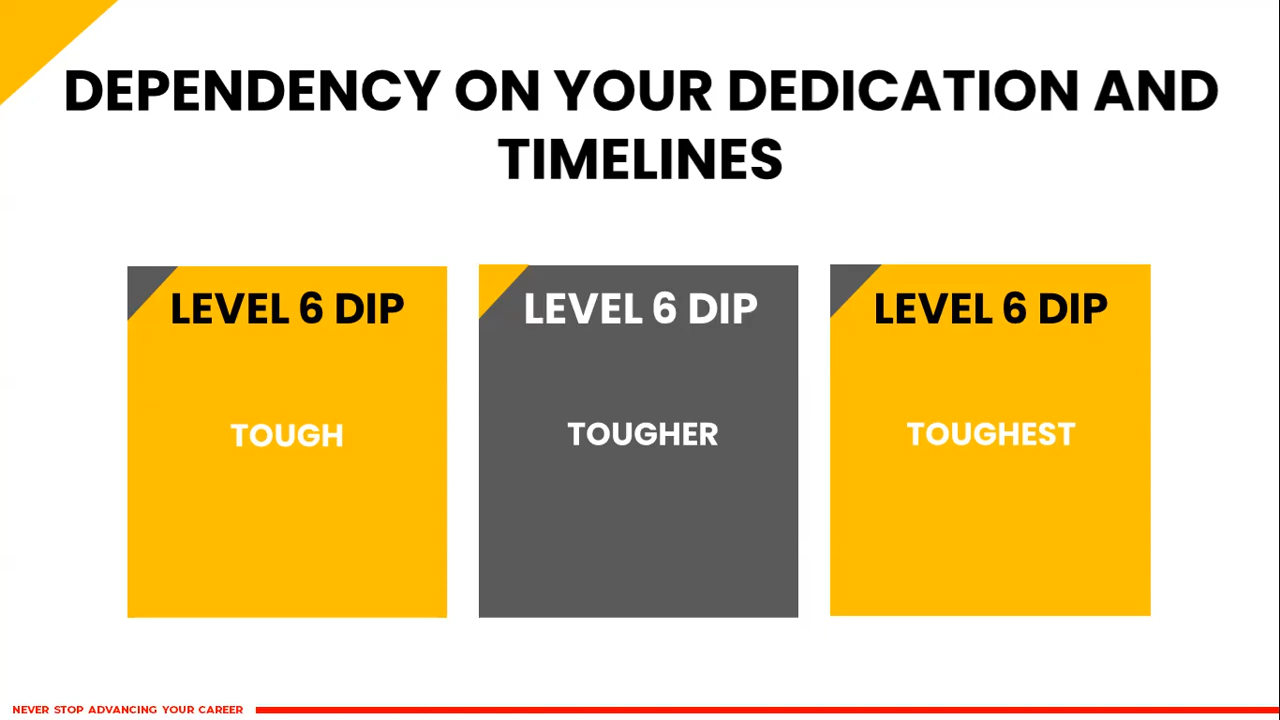 DEPENDENCY ON YOUR DEDICATION AND
TIMELINES
LEVEL 6 DIP
TOUGH
LEVEL 6 DIP
TOUGHER
LEVEL 6 DIP
TOUGHEST
NEVER STOP ADVANCING YOUR CAREER